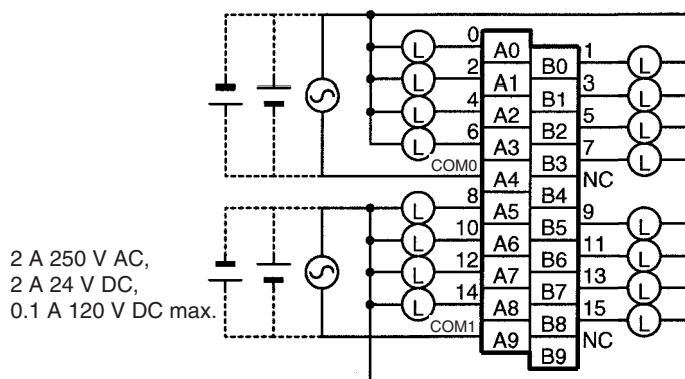 0 A0 1
L B0 L
2 A1 3
L B1 L
4 A2 5
L B2 L
6 A3 7
L B3 L
COM0 A4 NC
B4
8 A5 9
L B5 L
10 A6 11
L B6 L
12 A7 13
L B7 L
14 A8 15
L B8 L
COM1 A9 NC
B9
2 A 250 V AC,
2 A 24 V DC,
0.1 A 120 V DC max.